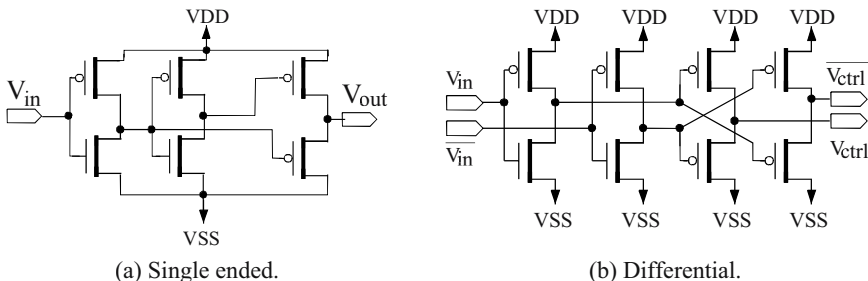 VDD
V_in
V_out
VSS
(a) Single ended.
VDD VDD VDD VDD
V_in
V̅_in̅
V̅_ctrl̅
V_ctrl
VSS VSS VSS VSS
(b) Differential.